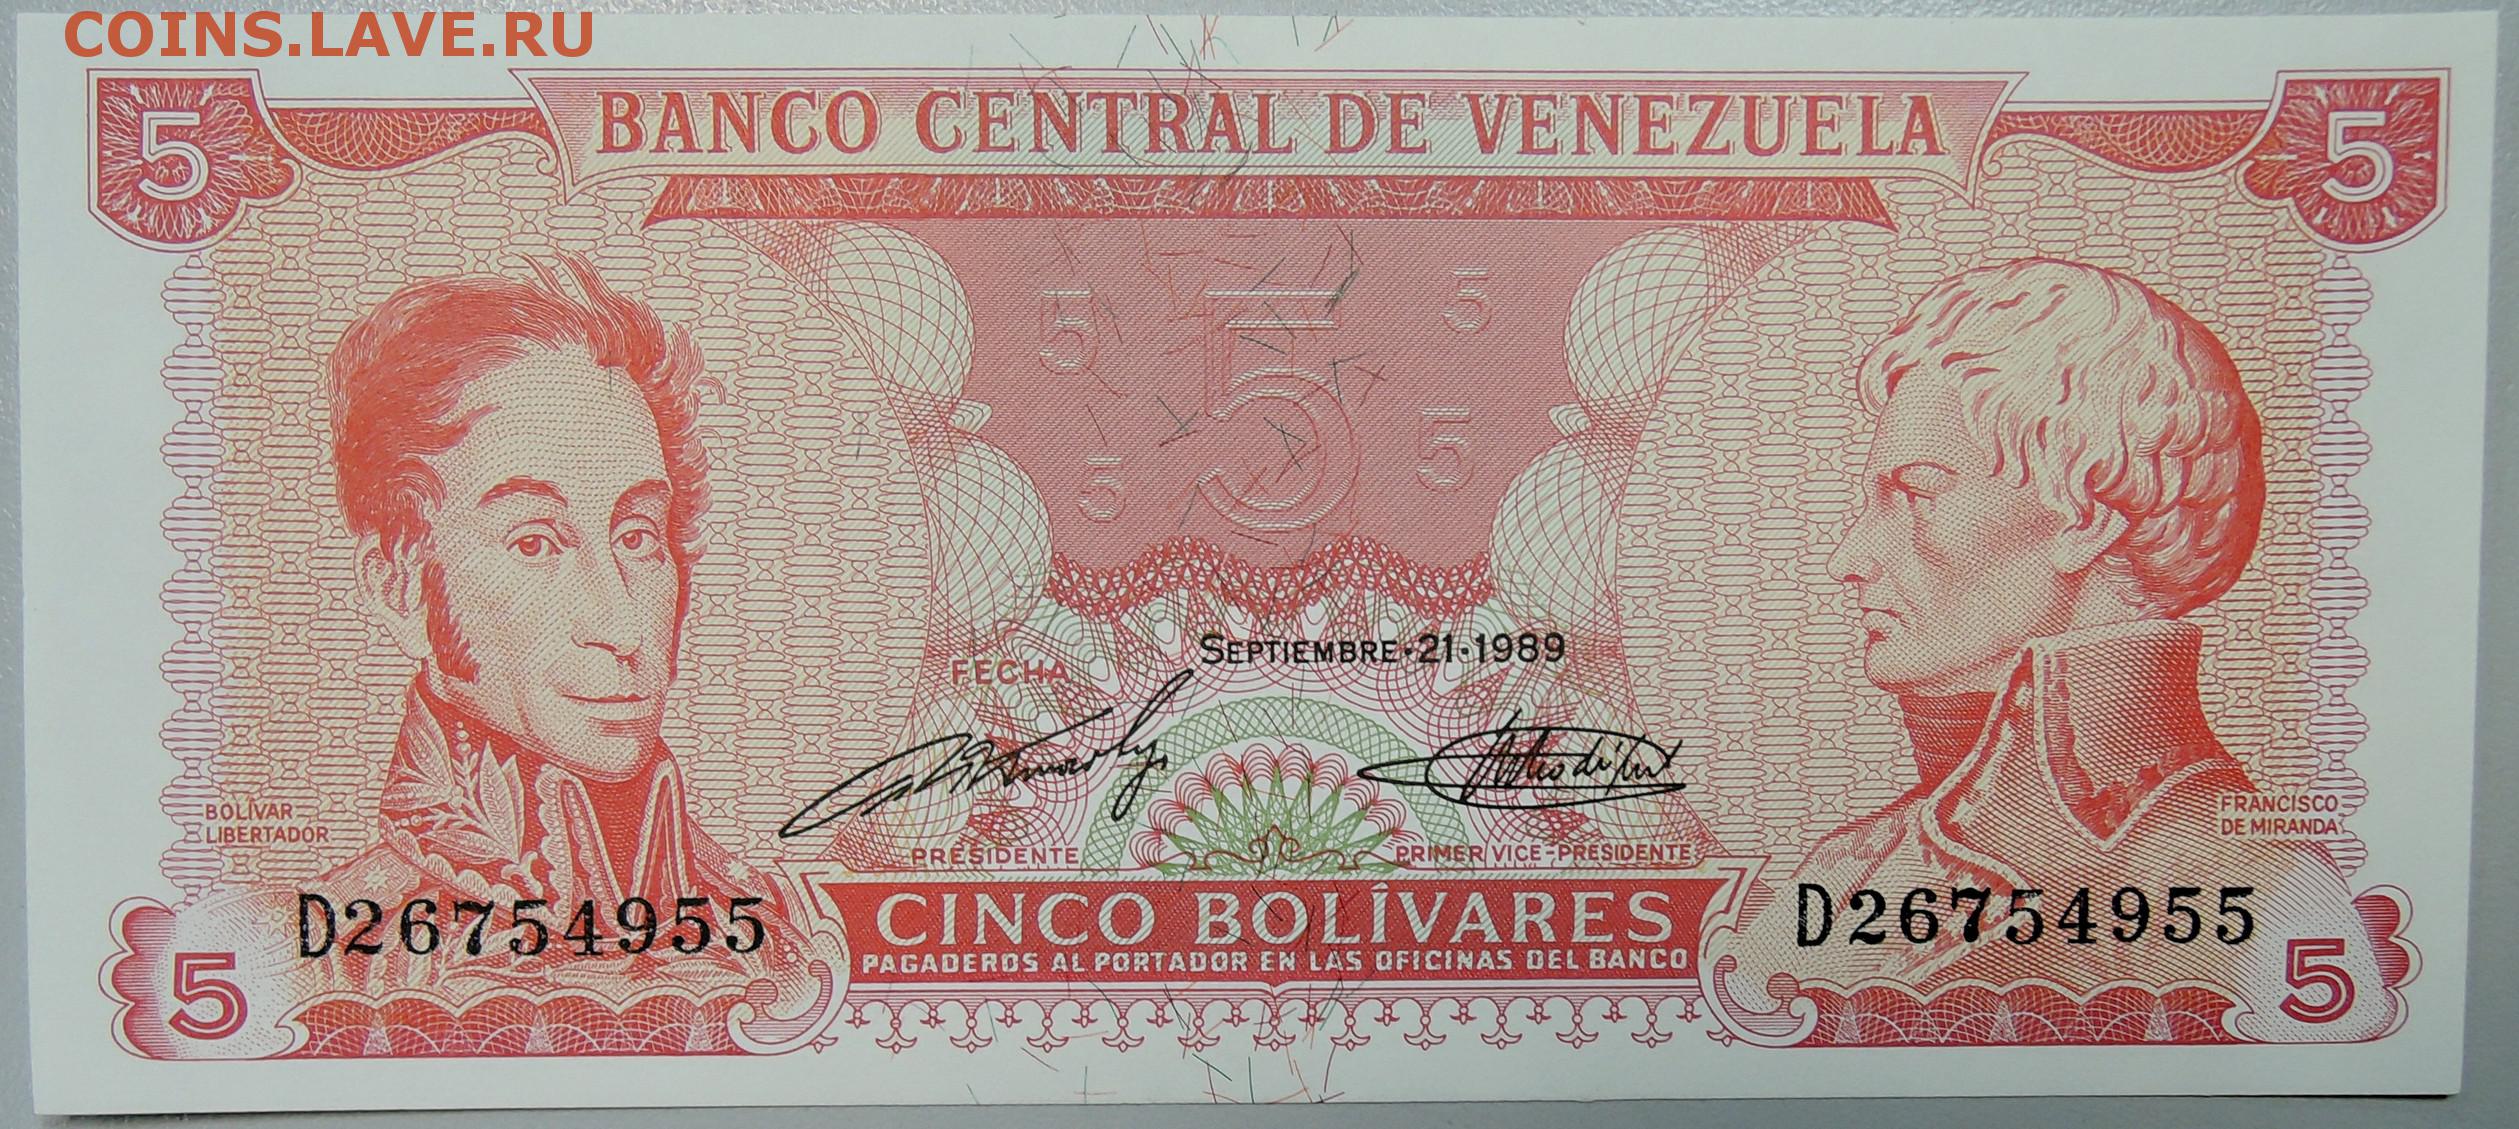 COINS.LAVE.RU
5 BANCO CENTRAL DE VENEZUELA 5
5 5 5
5 5
FECHA SEPTIEMBRE·21·1989
BOLÍVAR
LIBERTADOR
FRANCISCO
DE MIRANDA
PRESIDENTE PRIMER VICE-PRESIDENTE
D26754955 CINCO BOLÍVARES D26754955
PAGADEROS AL PORTADOR EN LAS OFICINAS DEL BANCO
5 5